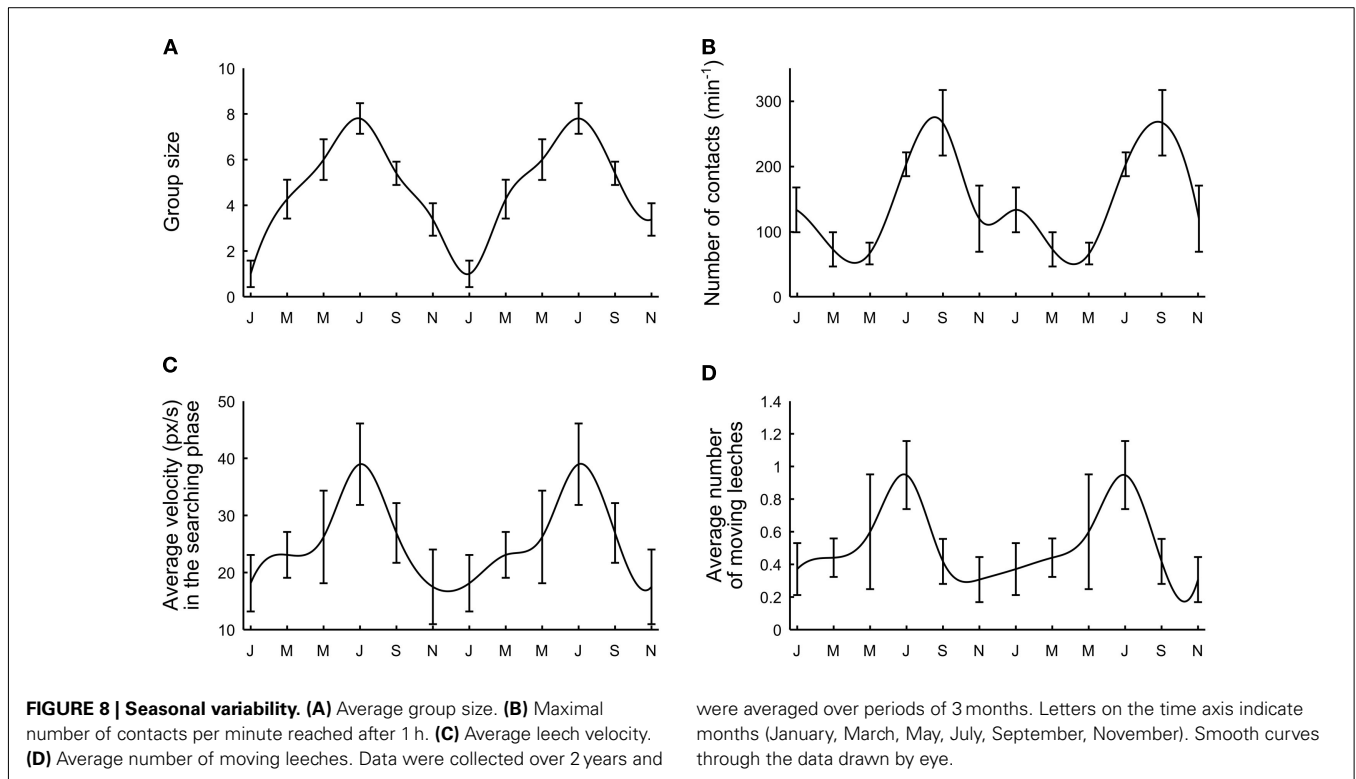 A
Group size
10
8
6
4
2
0
J M M J S N J M M J S N
B
Number of contacts (min⁻¹)
300
200
100
0
J M M J S N J M M J S N
C
Average velocity (px/s)
in the searching phase
50
40
30
20
10
J M M J S N J M M J S N
D
Average number
of moving leeches
1.4
1.2
1
0.8
0.6
0.4
0.2
0
J M M J S N J M M J S N
FIGURE 8 | Seasonal variability. (A) Average group size. (B) Maximal
number of contacts per minute reached after 1 h. (C) Average leech velocity.
(D) Average number of moving leeches. Data were collected over 2 years and
were averaged over periods of 3 months. Letters on the time axis indicate
months (January, March, May, July, September, November). Smooth curves
through the data drawn by eye.